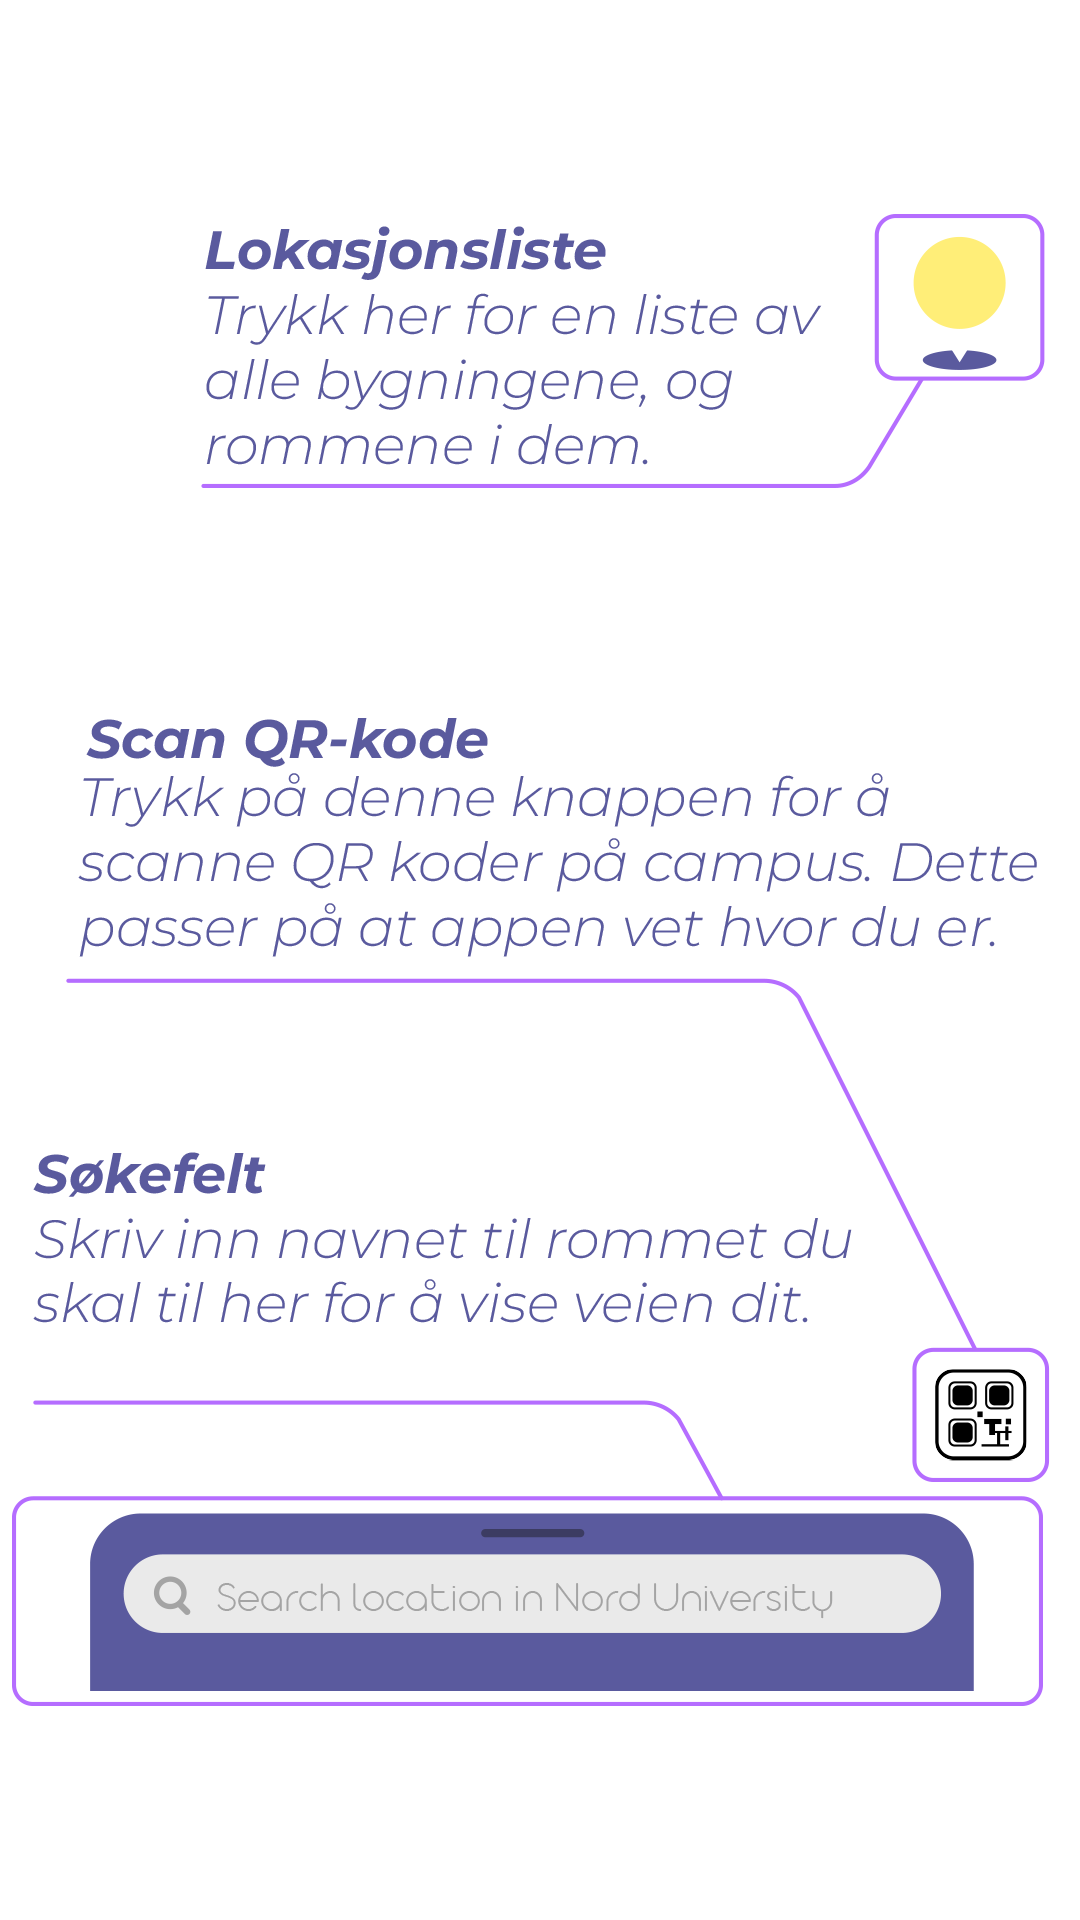 Lokasjonsliste
Trykk her for en liste av
alle bygningene, og
rommene i dem.
Scan QR-kode
Trykk på denne knappen for å
scanne QR koder på campus. Dette
passer på at appen vet hvor du er.
Søkefelt
Skriv inn navnet til rommet du
skal til her for å vise veien dit.
Search location in Nord University